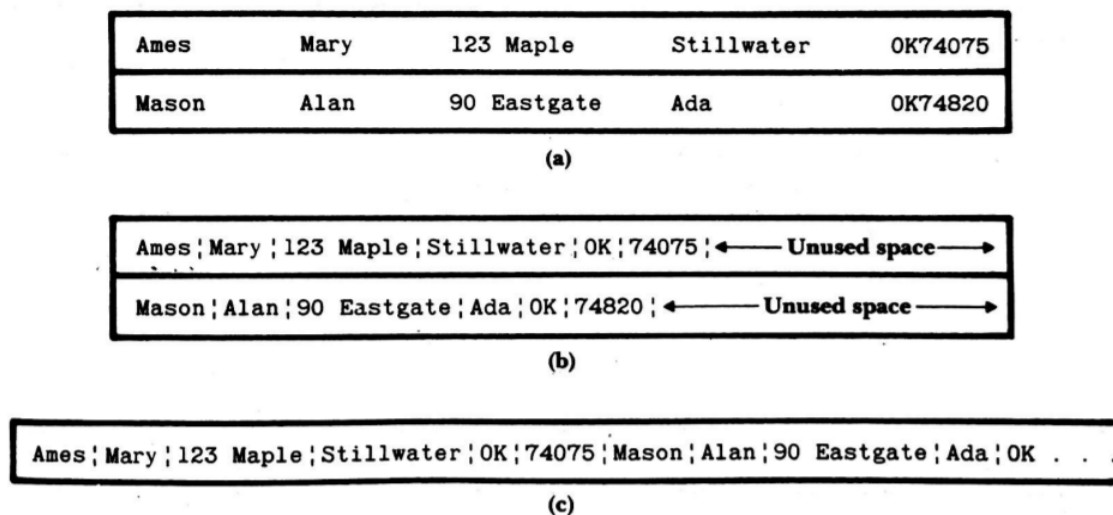 Ames Mary 123 Maple Stillwater OK74075
Mason Alan 90 Eastgate Ada OK74820
(a)
Ames¦Mary¦123 Maple¦Stillwater¦OK¦74075¦ Unused space
Mason¦Alan¦90 Eastgate¦Ada¦OK¦74820¦ Unused space
(b)
Ames¦Mary¦123 Maple¦Stillwater¦OK¦74075¦Mason¦Alan¦90 Eastgate¦Ada¦OK . . .
(c)